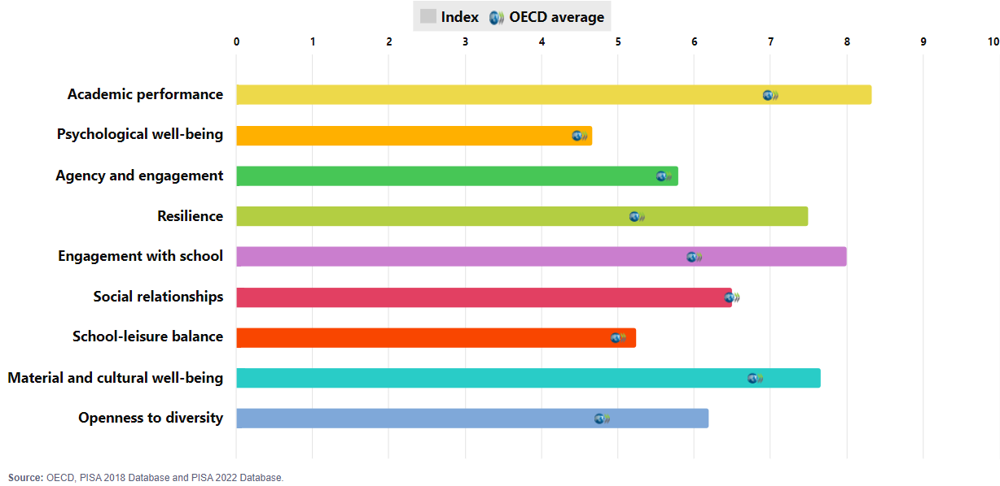 Index OECD average
0 1 2 3 4 5 6 7 8 9 10
Academic performance
Psychological well-being
Agency and engagement
Resilience
Engagement with school
Social relationships
School-leisure balance
Material and cultural well-being
Openness to diversity
Source: OECD, PISA 2018 Database and PISA 2022 Database.